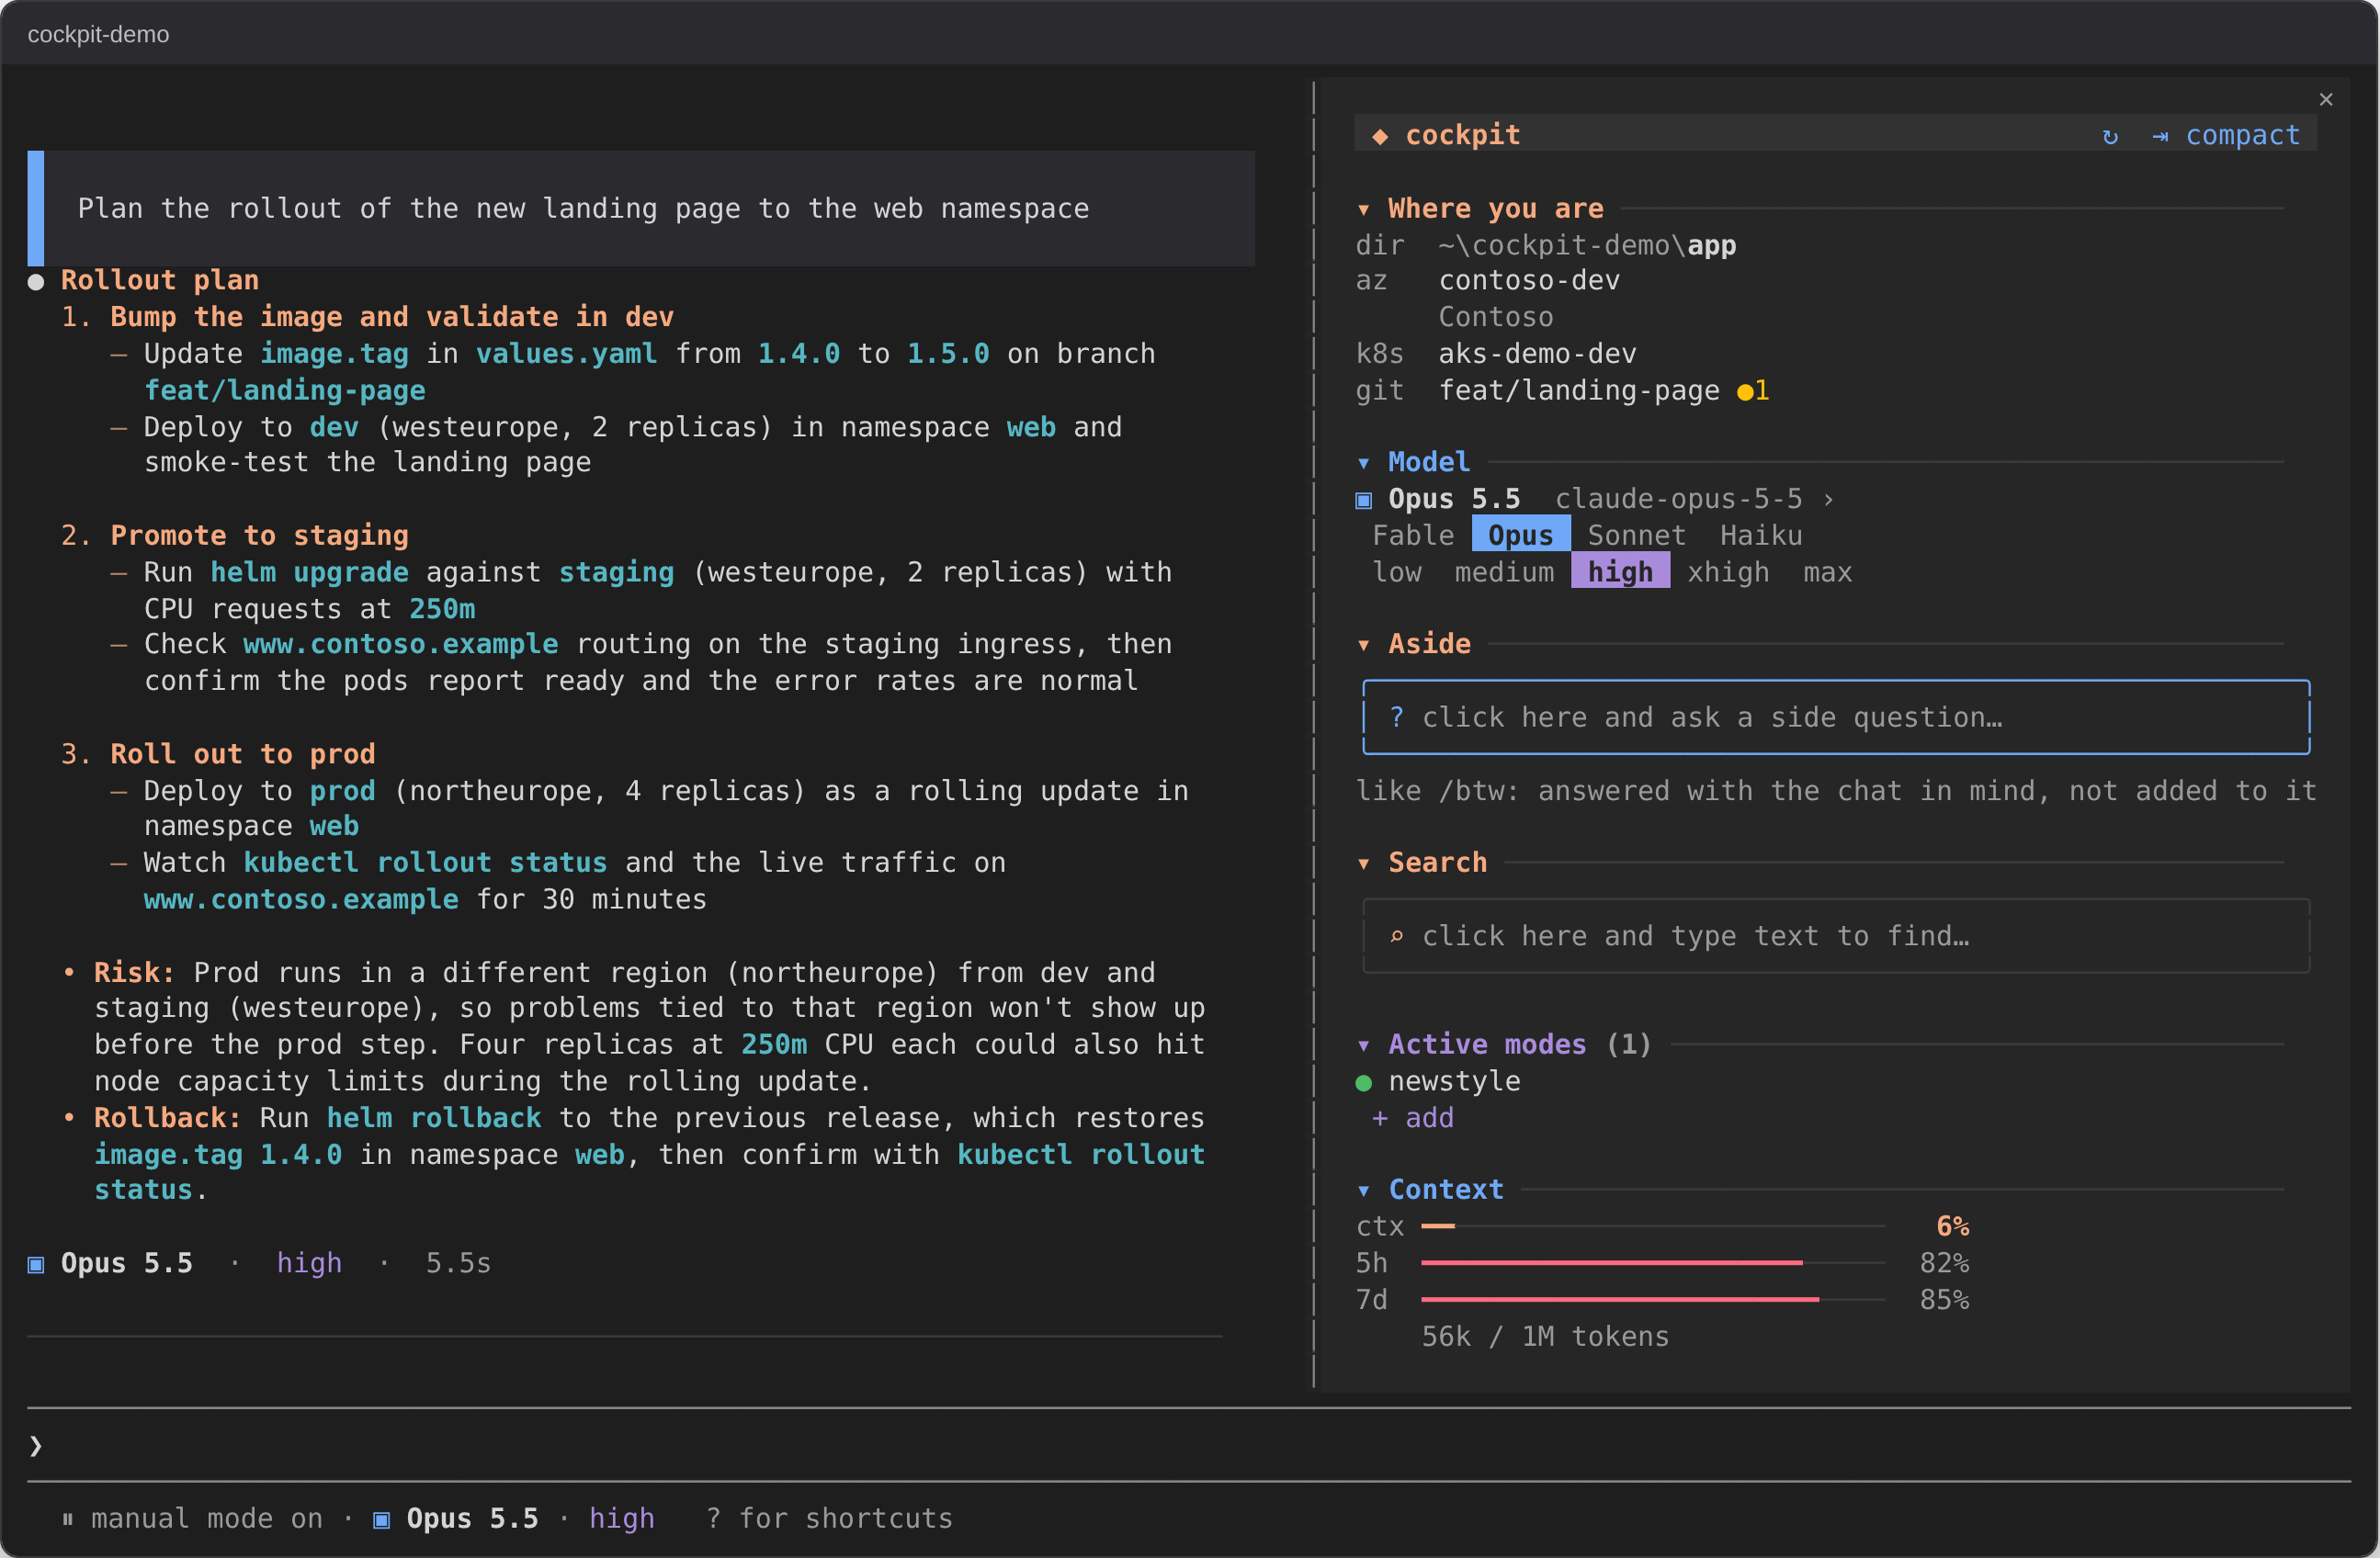 cockpit-demo
Plan the rollout of the new landing page to the web namespace
● Rollout plan
1. Bump the image and validate in dev
– Update image.tag in values.yaml from 1.4.0 to 1.5.0 on branch
feat/landing-page
– Deploy to dev (westeurope, 2 replicas) in namespace web and
smoke-test the landing page
2. Promote to staging
– Run helm upgrade against staging (westeurope, 2 replicas) with
CPU requests at 250m
– Check www.contoso.example routing on the staging ingress, then
confirm the pods report ready and the error rates are normal
3. Roll out to prod
– Deploy to prod (northeurope, 4 replicas) as a rolling update in
namespace web
– Watch kubectl rollout status and the live traffic on
www.contoso.example for 30 minutes
• Risk: Prod runs in a different region (northeurope) from dev and
staging (westeurope), so problems tied to that region won't show up
before the prod step. Four replicas at 250m CPU each could also hit
node capacity limits during the rolling update.
• Rollback: Run helm rollback to the previous release, which restores
image.tag 1.4.0 in namespace web, then confirm with kubectl rollout
status.
▣ Opus 5.5 · high · 5.5s
×
◆ cockpit ↻ ⇥ compact
▾ Where you are
dir ~\cockpit-demo\app
az contoso-dev
Contoso
k8s aks-demo-dev
git feat/landing-page ●1
▾ Model
▣ Opus 5.5 claude-opus-5-5 ›
Fable Opus Sonnet Haiku
low medium high xhigh max
▾ Aside
? click here and ask a side question…
like /btw: answered with the chat in mind, not added to it
▾ Search
⌕ click here and type text to find…
▾ Active modes (1)
● newstyle
+ add
▾ Context
ctx 6%
5h 82%
7d 85%
56k / 1M tokens
❯
⏸ manual mode on · ▣ Opus 5.5 · high ? for shortcuts